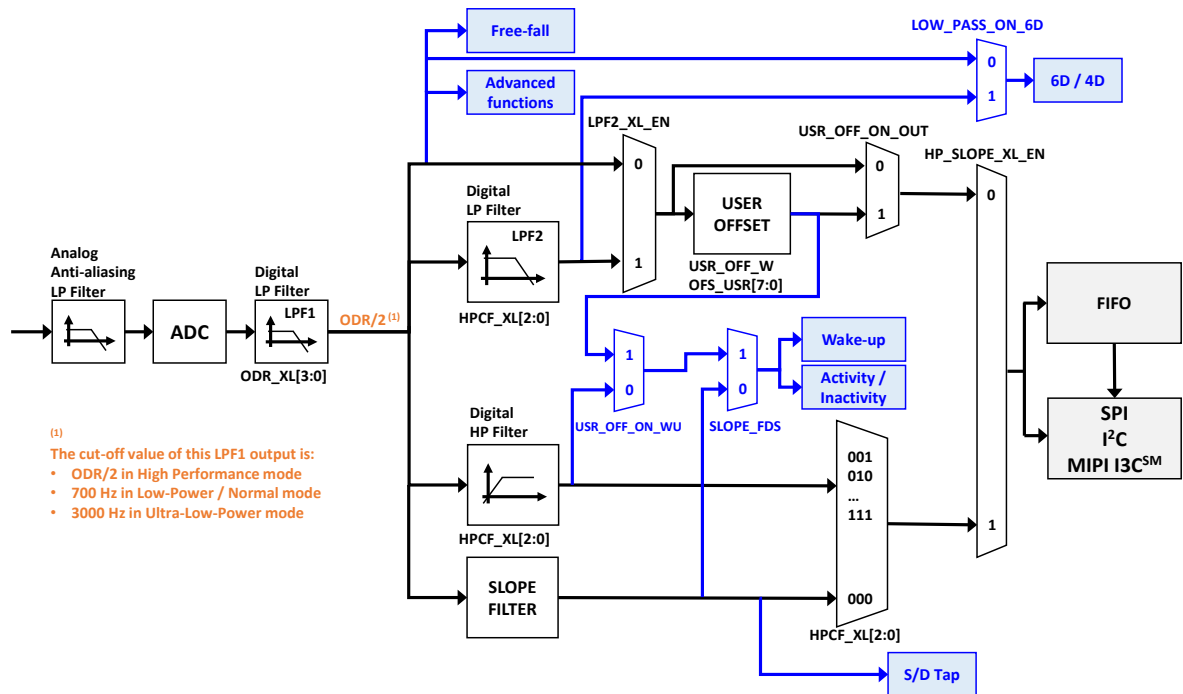 Free-fall
Advanced
functions
LOW_PASS_ON_6D
0
1
6D / 4D
LPF2_XL_EN
0
1
USR_OFF_ON_OUT
0
1
HP_SLOPE_XL_EN
0
1
Digital
LP Filter
LPF2
HPCF_XL[2:0]
USER
OFFSET
USR_OFF_W
OFS_USR[7:0]
Analog
Anti-aliasing
LP Filter
ADC
Digital
LP Filter
LPF1
ODR_XL[3:0]
ODR/2 (1)
1
0
USR_OFF_ON_WU
1
0
SLOPE_FDS
Wake-up
Activity /
Inactivity
FIFO
SPI
I2C
MIPI I3CSM
(1)
The cut-off value of this LPF1 output is:
• ODR/2 in High Performance mode
• 700 Hz in Low-Power / Normal mode
• 3000 Hz in Ultra-Low-Power mode
Digital
HP Filter
HPCF_XL[2:0]
SLOPE
FILTER
001
010
...
111
000
HPCF_XL[2:0]
S/D Tap